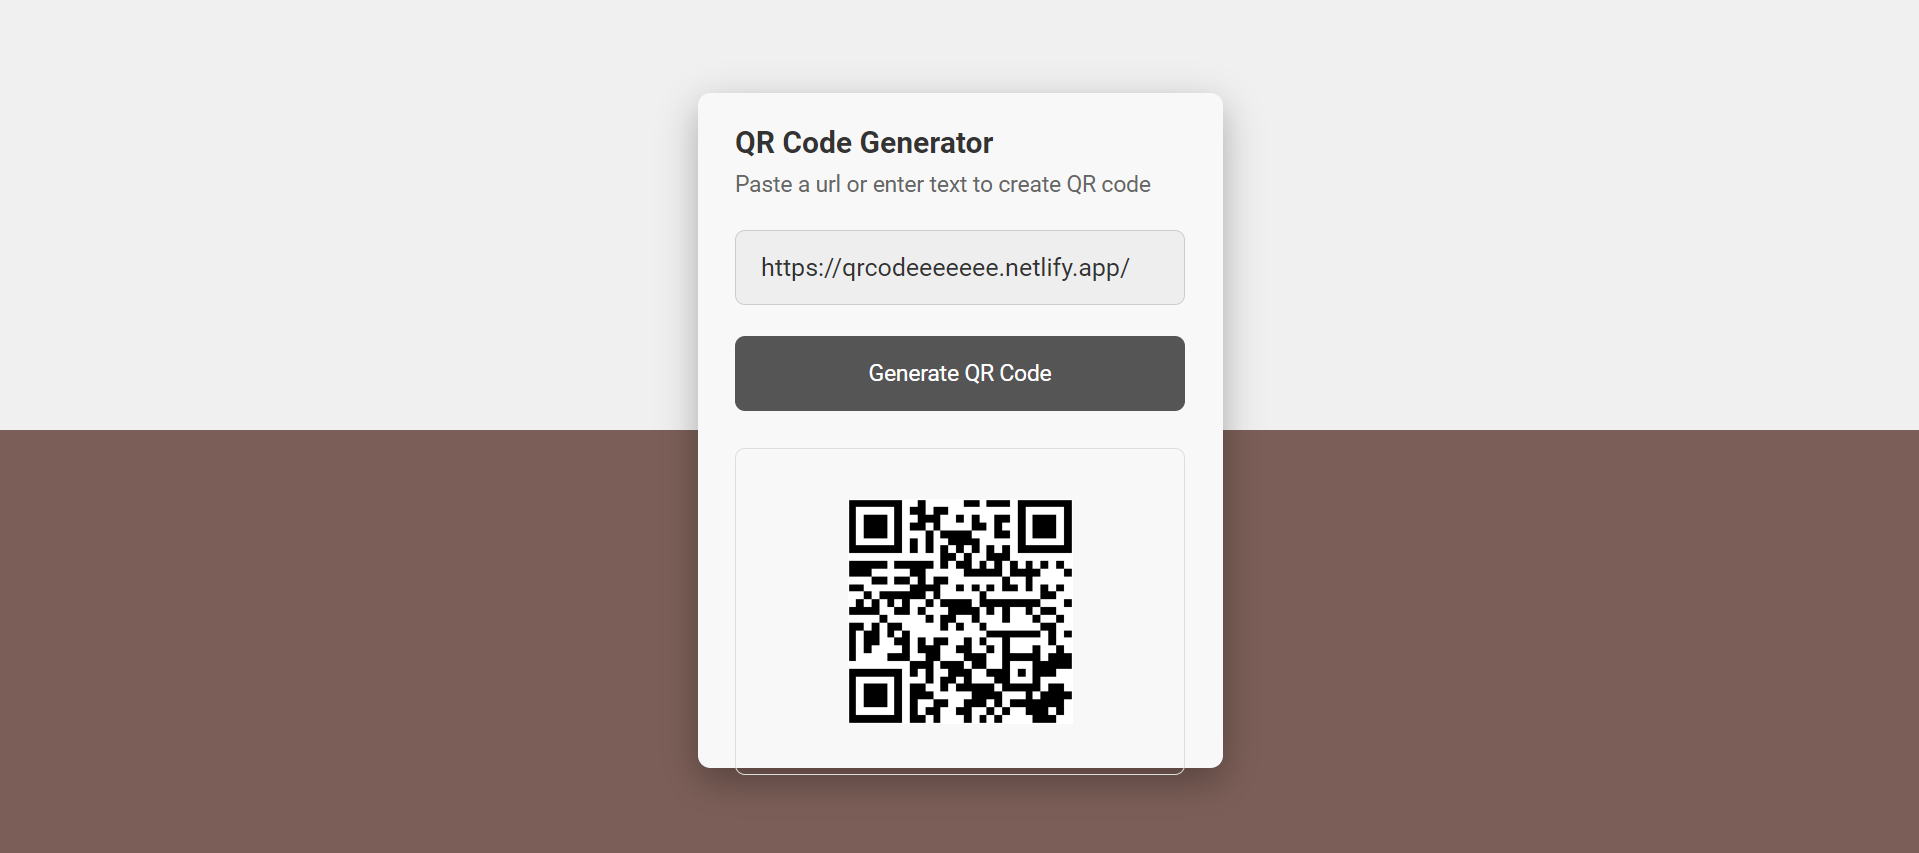 QR Code Generator
Paste a url or enter text to create QR code
https://qrcodeeeeeee.netlify.app/
Generate QR Code